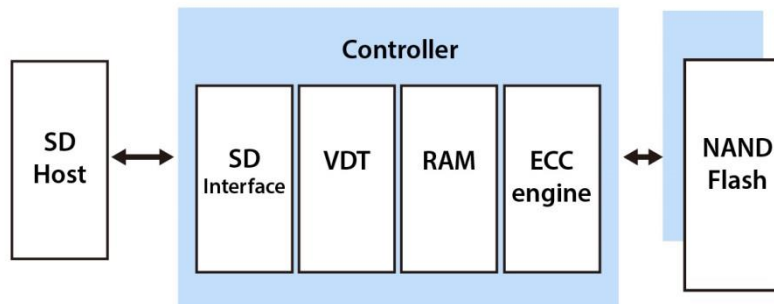 Controller
SD
Host
SD
Interface
VDT
RAM
ECC
engine
NAND
Flash